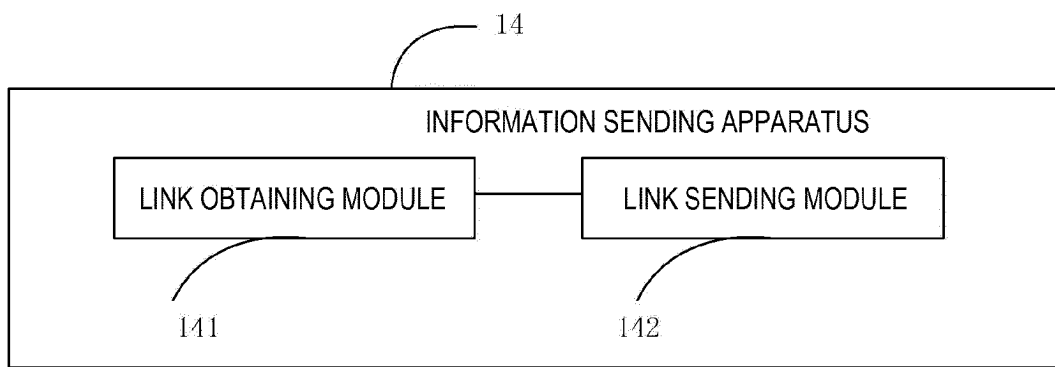 14
INFORMATION SENDING APPARATUS
LINK OBTAINING MODULE
LINK SENDING MODULE
141
142